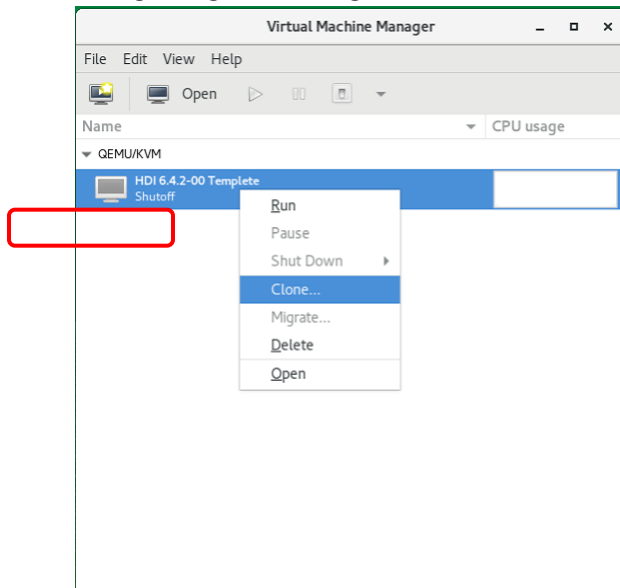 Virtual Machine Manager
File Edit View Help
Open
Name CPU usage
QEMU/KVM
HDI 6.4.2-00 Templete
Shutoff
Run
Pause
Shut Down
Clone...
Migrate...
Delete
Open